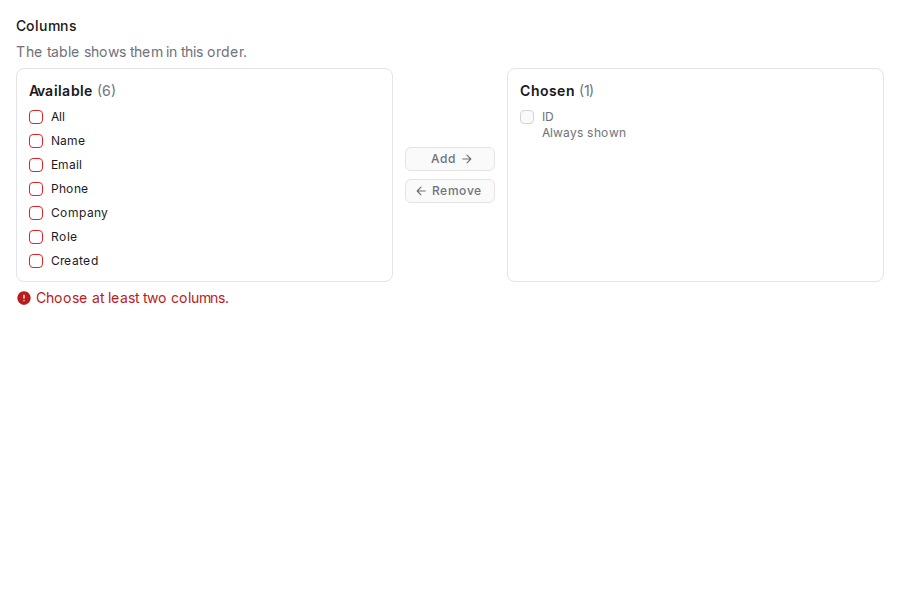 Columns
The table shows them in this order.
Available (6)
All
Name
Email
Phone
Company
Role
Created
Add →
← Remove
Chosen (1)
ID
Always shown
Choose at least two columns.